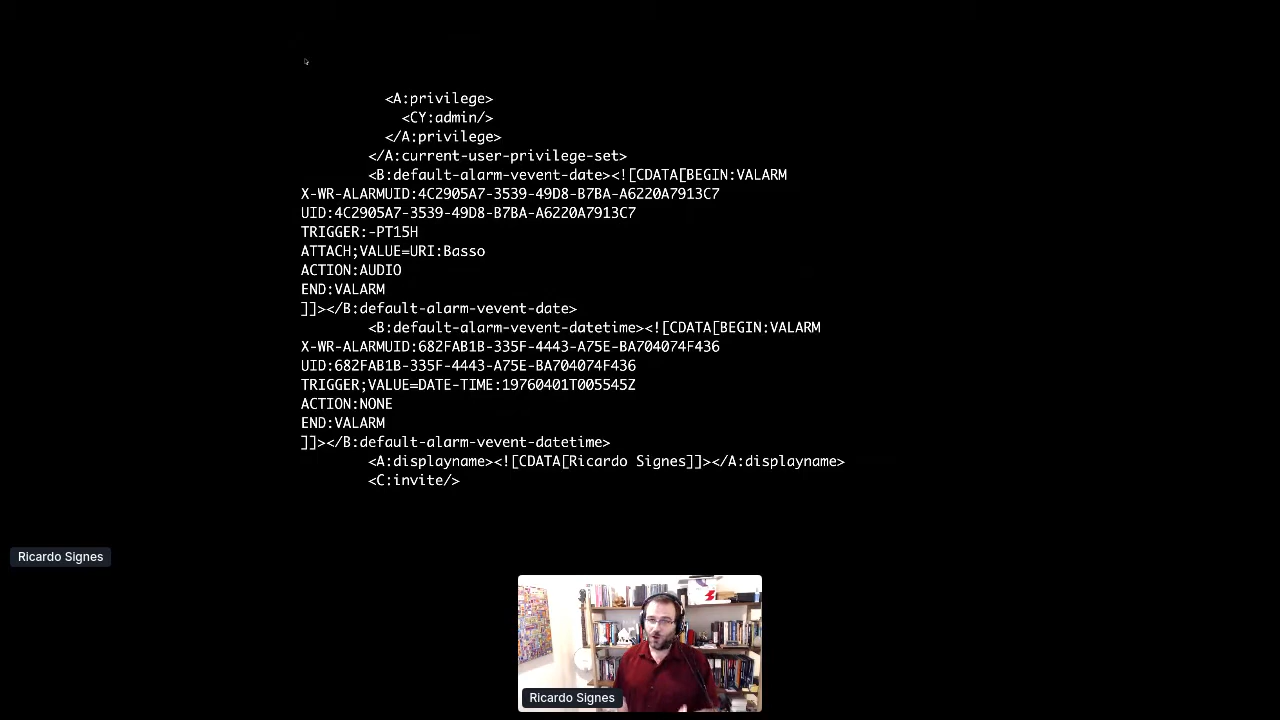 <A:privilege>
<CY:admin/>
</A:privilege>
</A:current-user-privilege-set>
<B:default-alarm-vevent-date><![CDATA[BEGIN:VALARM
X-WR-ALARMUID:4C2905A7-3539-49D8-B7BA-A6220A7913C7
UID:4C2905A7-3539-49D8-B7BA-A6220A7913C7
TRIGGER:-PT15H
ATTACH;VALUE=URI:Basso
ACTION:AUDIO
END:VALARM
]]></B:default-alarm-vevent-date>
<B:default-alarm-vevent-datetime><![CDATA[BEGIN:VALARM
X-WR-ALARMUID:682FAB1B-335F-4443-A75E-BA704074F436
UID:682FAB1B-335F-4443-A75E-BA704074F436
TRIGGER;VALUE=DATE-TIME:19760401T005545Z
ACTION:NONE
END:VALARM
]]></B:default-alarm-vevent-datetime>
<A:displayname><![CDATA[Ricardo Signes]]></A:displayname>
<C:invite/>
Ricardo Signes
Ricardo Signes